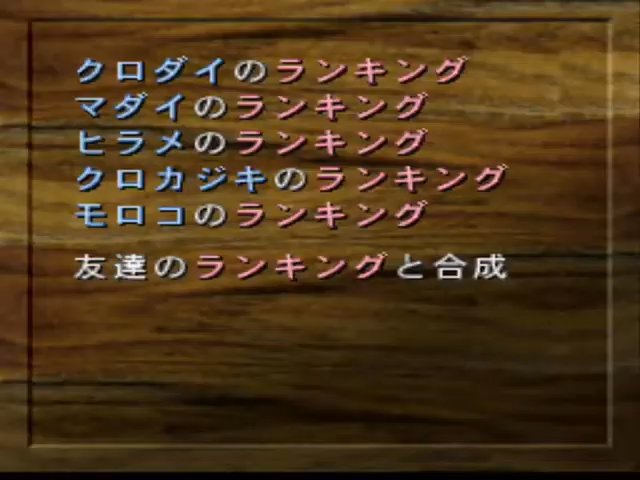 クロダイのランキング
マダイのランキング
ヒラメのランキング
クロカジキのランキング
モロコのランキング
友達のランキングと合成